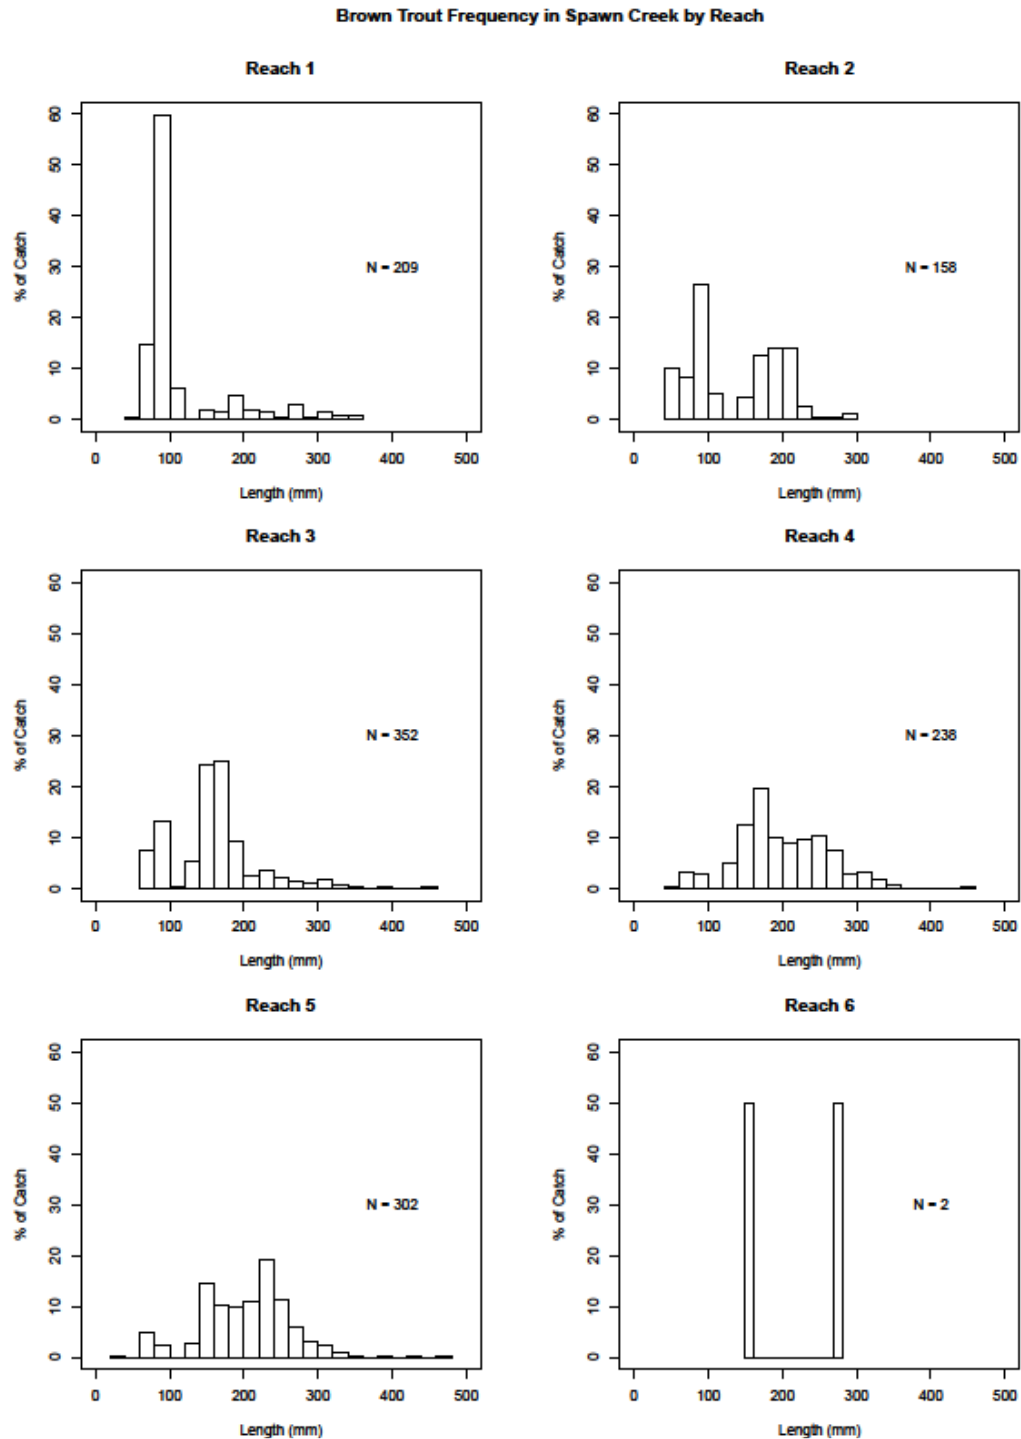 Brown Trout Frequency in Spawn Creek by Reach
Reach 1
% of Catch
60
50
40
30
20
10
0
N = 209
0 100 200 300 400 500
Length (mm)
Reach 2
% of Catch
60
50
40
30
20
10
0
N = 158
0 100 200 300 400 500
Length (mm)
Reach 3
% of Catch
60
50
40
30
20
10
0
N = 352
0 100 200 300 400 500
Length (mm)
Reach 4
% of Catch
60
50
40
30
20
10
0
N = 238
0 100 200 300 400 500
Length (mm)
Reach 5
% of Catch
60
50
40
30
20
10
0
N = 302
0 100 200 300 400 500
Length (mm)
Reach 6
% of Catch
60
50
40
30
20
10
0
N = 2
0 100 200 300 400 500
Length (mm)